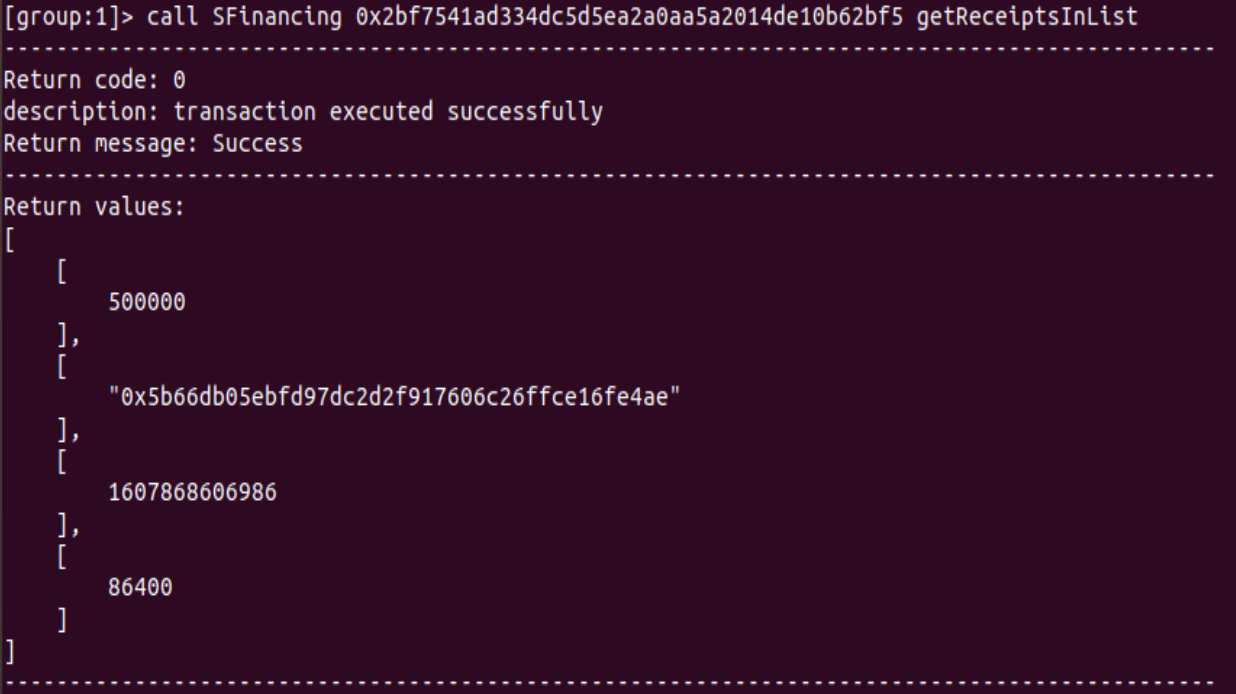 [group:1]> call SFinancing 0x2bf7541ad334dc5d5ea2a0aa5a2014de10b62bf5 getReceiptsInList
---------------------------------------------------------------------------------------------
Return code: 0
description: transaction executed successfully
Return message: Success
---------------------------------------------------------------------------------------------
Return values:
[
    [
        500000
    ],
    [
        "0x5b66db05ebfd97dc2d2f917606c26ffce16fe4ae"
    ],
    [
        1607868606986
    ],
    [
        86400
    ]
]
---------------------------------------------------------------------------------------------